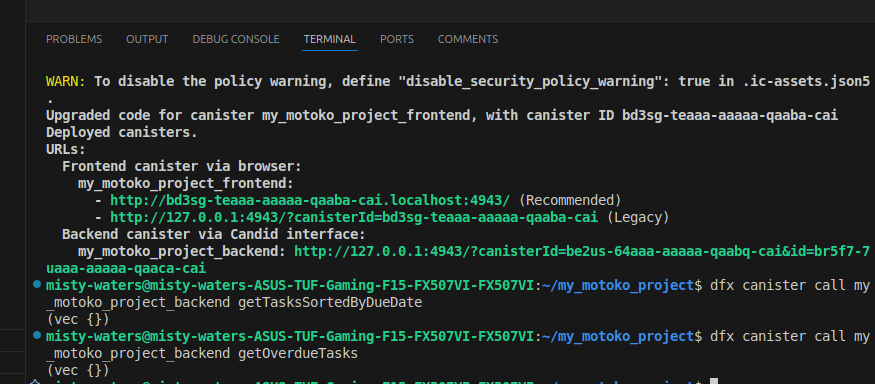 PROBLEMS OUTPUT DEBUG CONSOLE TERMINAL PORTS COMMENTS
WARN: To disable the policy warning, define "disable_security_policy_warning": true in .ic-assets.json5
.
Upgraded code for canister my_motoko_project_frontend, with canister ID bd3sg-teaaa-aaaaa-qaaba-cai
Deployed canisters.
URLs:
Frontend canister via browser:
my_motoko_project_frontend:
- http://bd3sg-teaaa-aaaaa-qaaba-cai.localhost:4943/ (Recommended)
- http://127.0.0.1:4943/?canisterId=bd3sg-teaaa-aaaaa-qaaba-cai (Legacy)
Backend canister via Candid interface:
my_motoko_project_backend: http://127.0.0.1:4943/?canisterId=be2us-64aaa-aaaaa-qaabq-cai&id=br5f7-7
uaaa-aaaaa-qaaca-cai
misty-waters@misty-waters-ASUS-TUF-Gaming-F15-FX507VI-FX507VI:~/my_motoko_project$ dfx canister call my
_motoko_project_backend getTasksSortedByDueDate
(vec {})
misty-waters@misty-waters-ASUS-TUF-Gaming-F15-FX507VI-FX507VI:~/my_motoko_project$ dfx canister call my
_motoko_project_backend getOverdueTasks
(vec {})